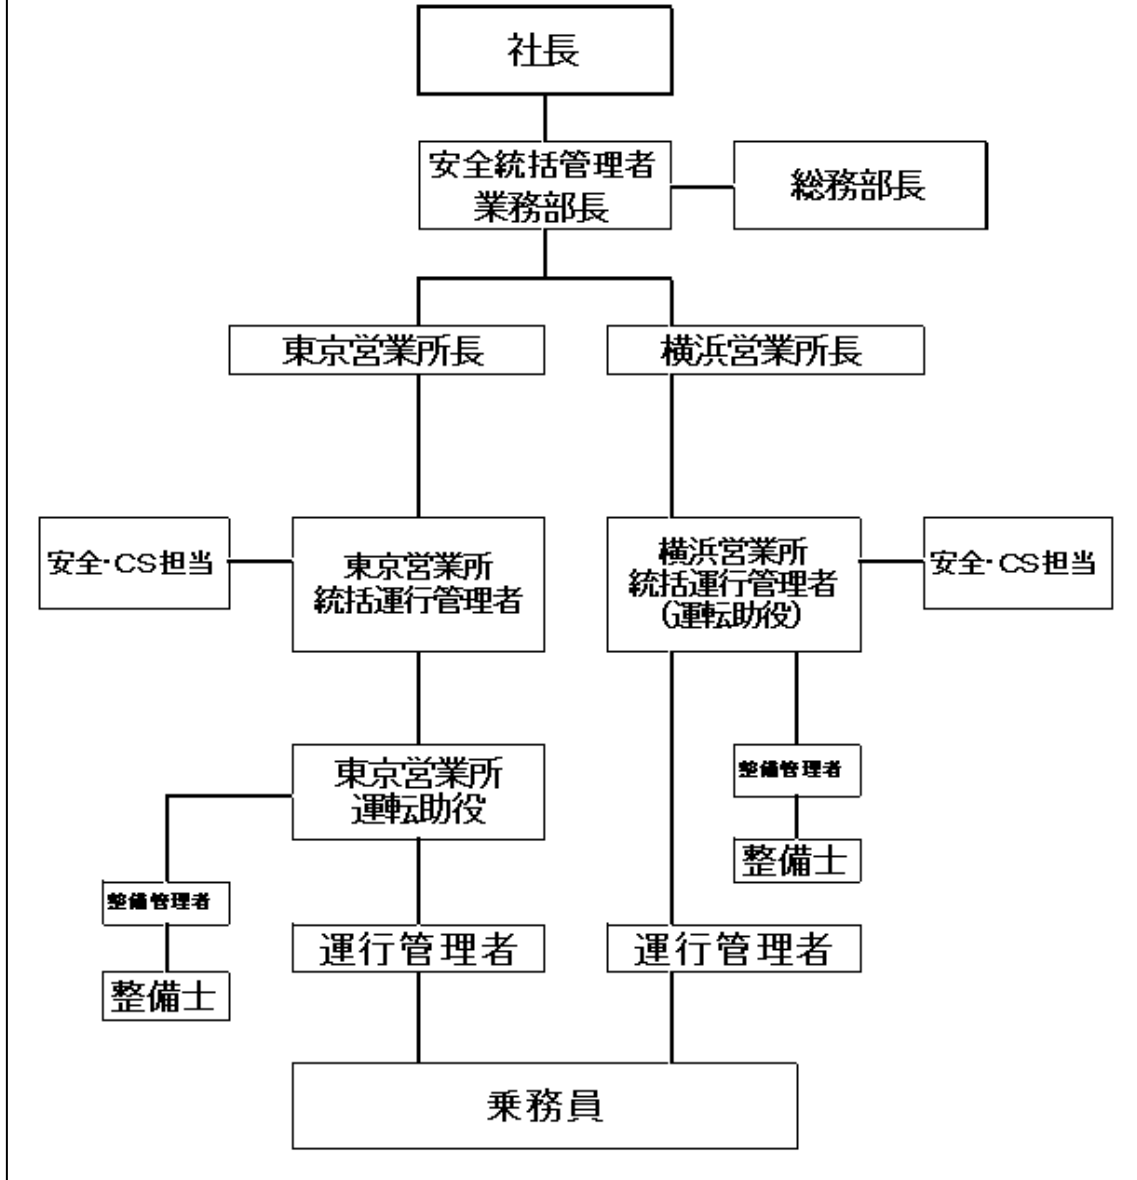 社長
安全統括管理者
業務部長
総務部長
東京営業所長
横浜営業所長
安全・CS担当
東京営業所
統括運行管理者
横浜営業所
統括運行管理者
（運転助役）
安全・CS担当
東京営業所
運転助役
整備管理者
整備士
整備管理者
整備士
運行管理者
運行管理者
乗務員